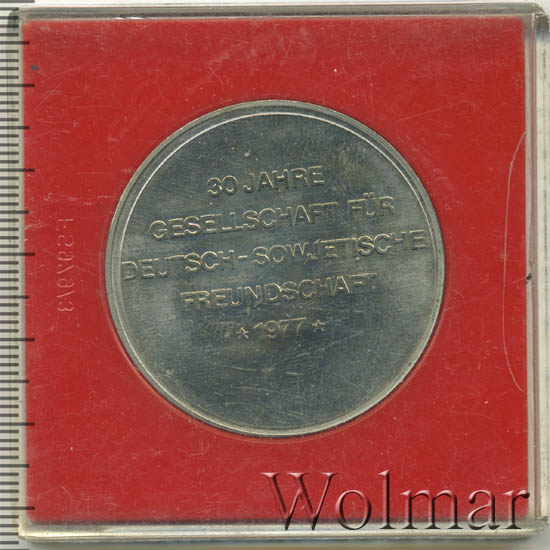 30 JAHRE
GESELLSCHAFT FÜR
DEUTSCH-SOWJETISCHE
FREUNDSCHAFT
* 1977 *
Wolmar